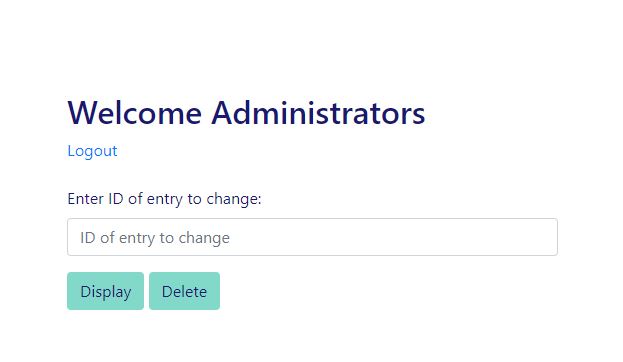 Welcome Administrators
Logout
Enter ID of entry to change:
ID of entry to change
Display Delete